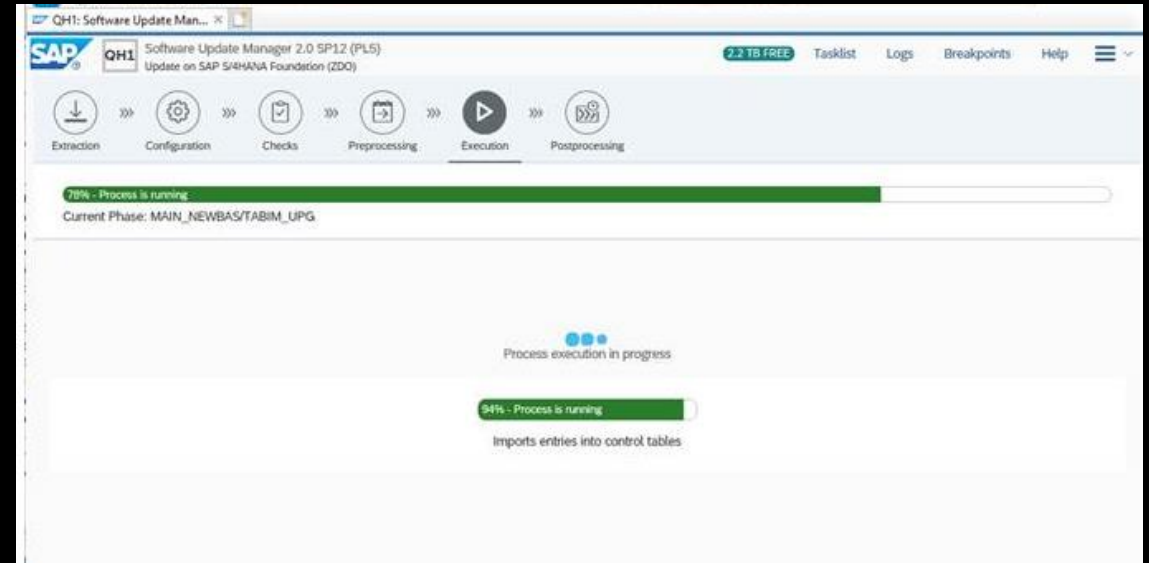 QH1: Software Update Man...
SAP
QH1
Software Update Manager 2.0 SP12 (PL5)
Update on SAP S/4HANA Foundation (ZDO)
2.2 TB FREE
Tasklist
Logs
Breakpoints
Help
Extraction
Configuration
Checks
Preprocessing
Execution
Postprocessing
78% - Process is running
Current Phase: MAIN_NEWBAS/TABIM_UPG
Process execution in progress
94% - Process is running
Imports entries into control tables